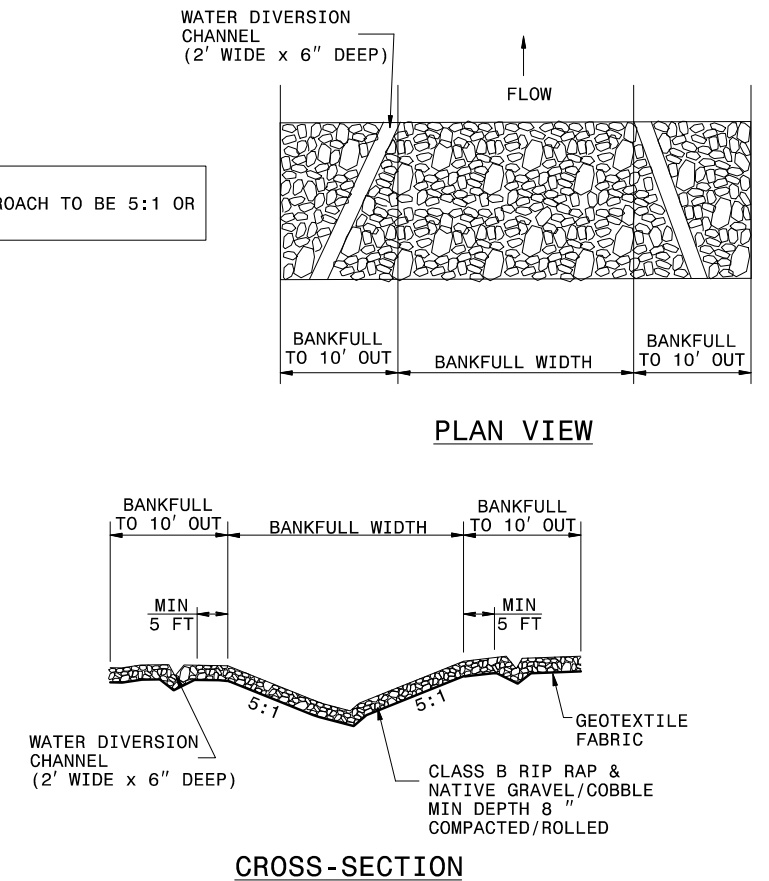 WATER DIVERSION
CHANNEL
(2' WIDE x 6" DEEP)
FLOW
TO BE 5:1 OR
BANKFULL
TO 10' OUT
BANKFULL WIDTH
BANKFULL
TO 10' OUT
PLAN VIEW
BANKFULL
TO 10' OUT
BANKFULL WIDTH
BANKFULL
TO 10' OUT
MIN
5 FT
MIN
5 FT
5:1
5:1
WATER DIVERSION
CHANNEL
(2' WIDE x 6" DEEP)
GEOTEXTILE
FABRIC
CLASS B RIP RAP &
NATIVE GRAVEL/COBBLE
MIN DEPTH 8 "
COMPACTED/ROLLED
CROSS-SECTION